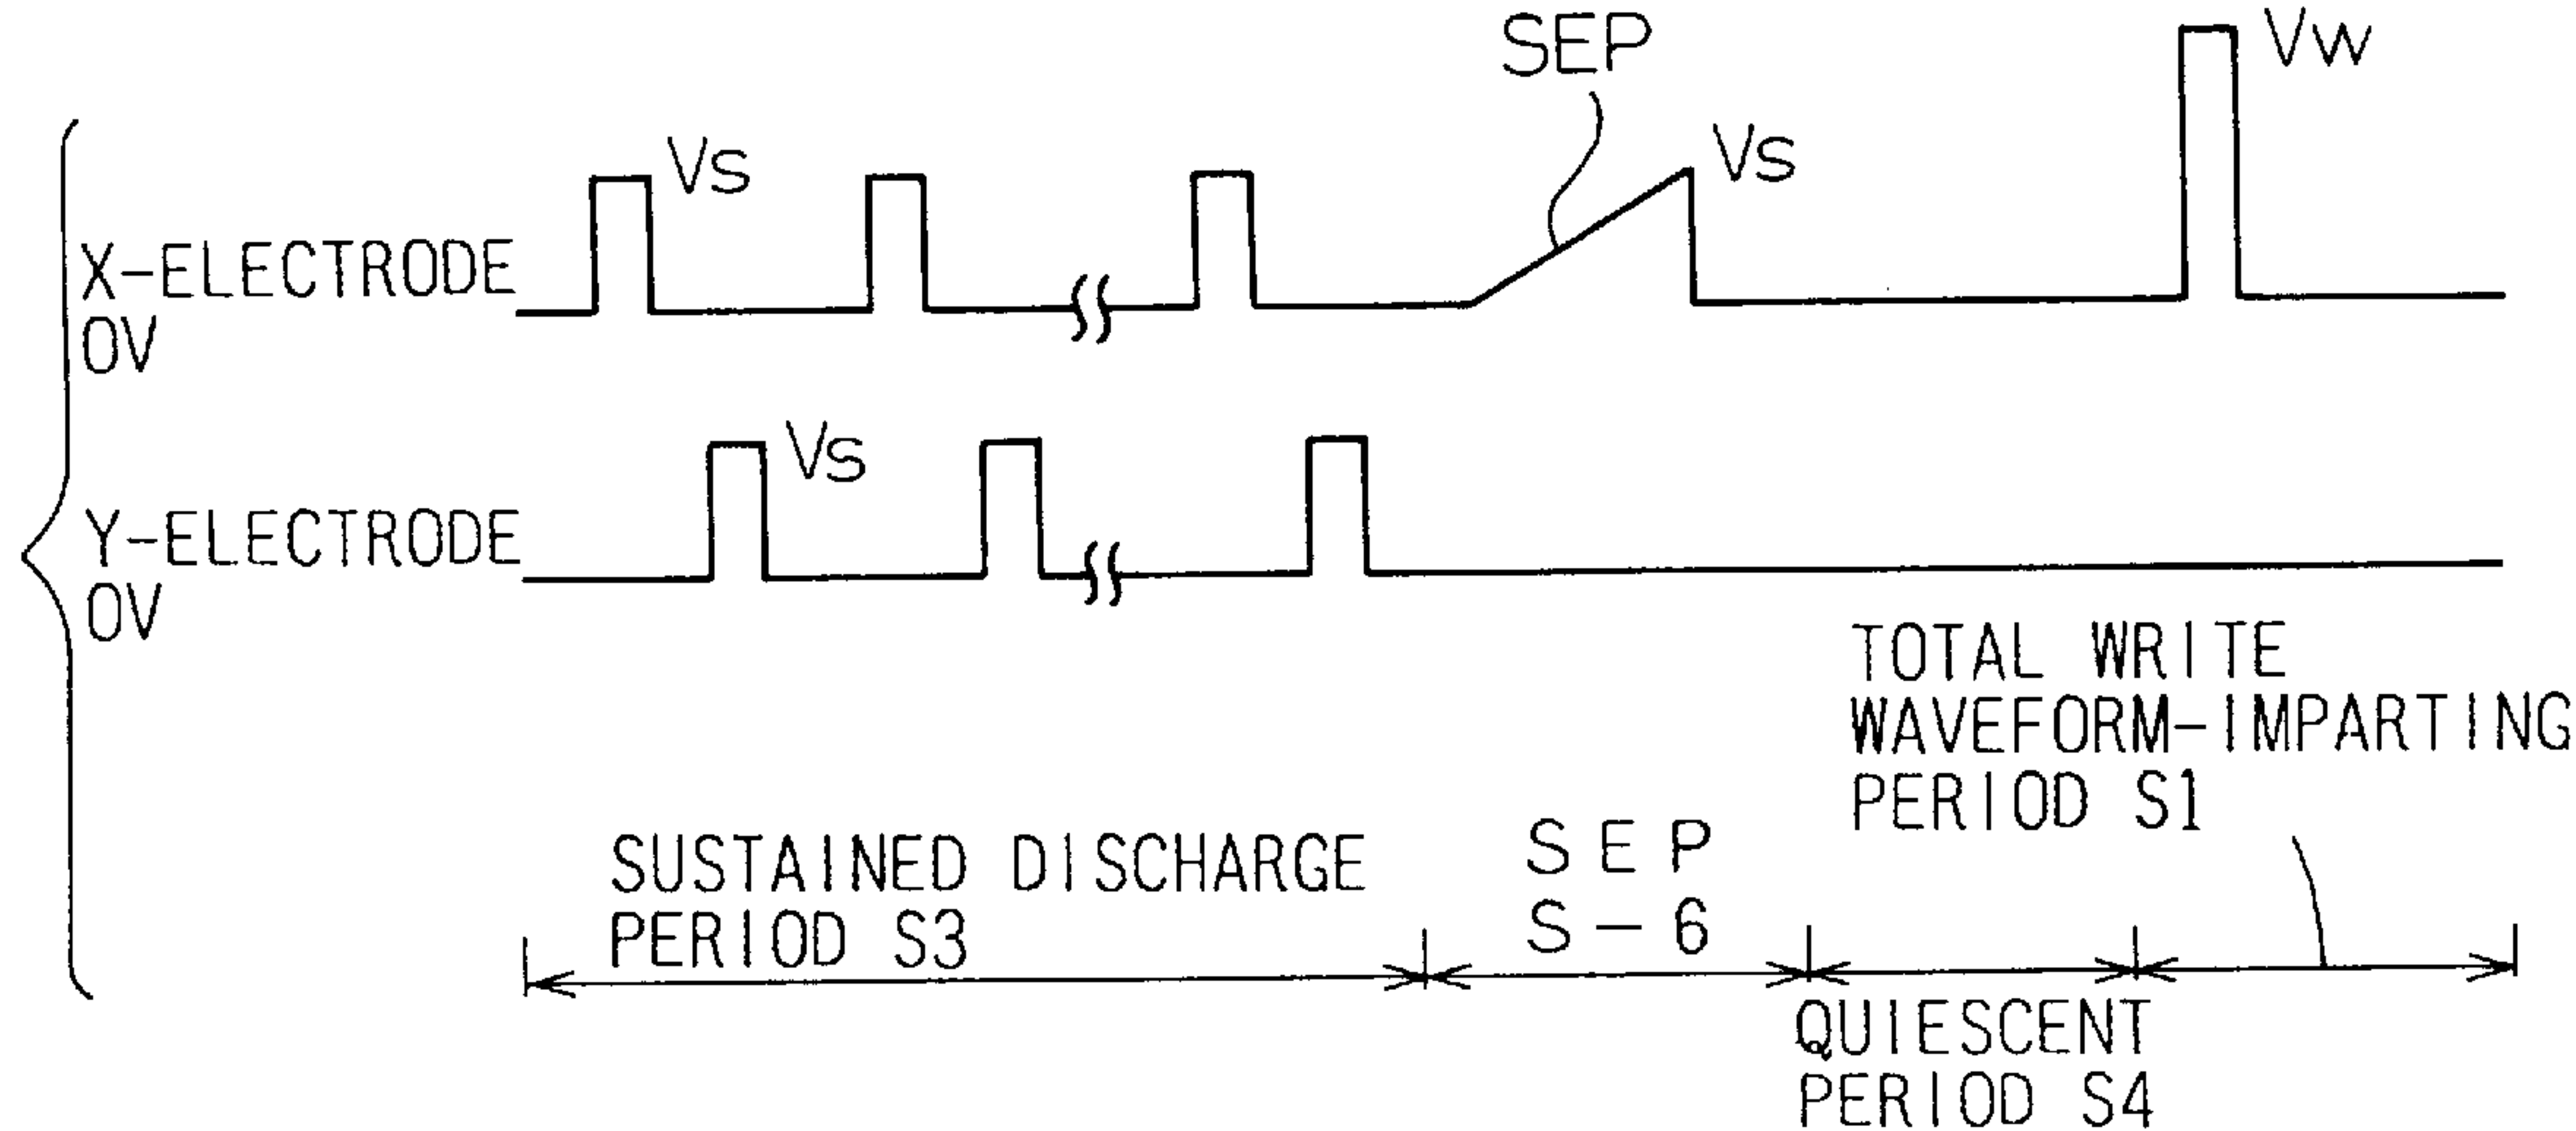 SEP
Vw
Vs
Vs
X-ELECTRODE
0V
Vs
Y-ELECTRODE
0V
TOTAL WRITE
WAVEFORM-IMPARTING
PERIOD S1
SUSTAINED DISCHARGE
PERIOD S3
SEP
S-6
QUIESCENT
PERIOD S4